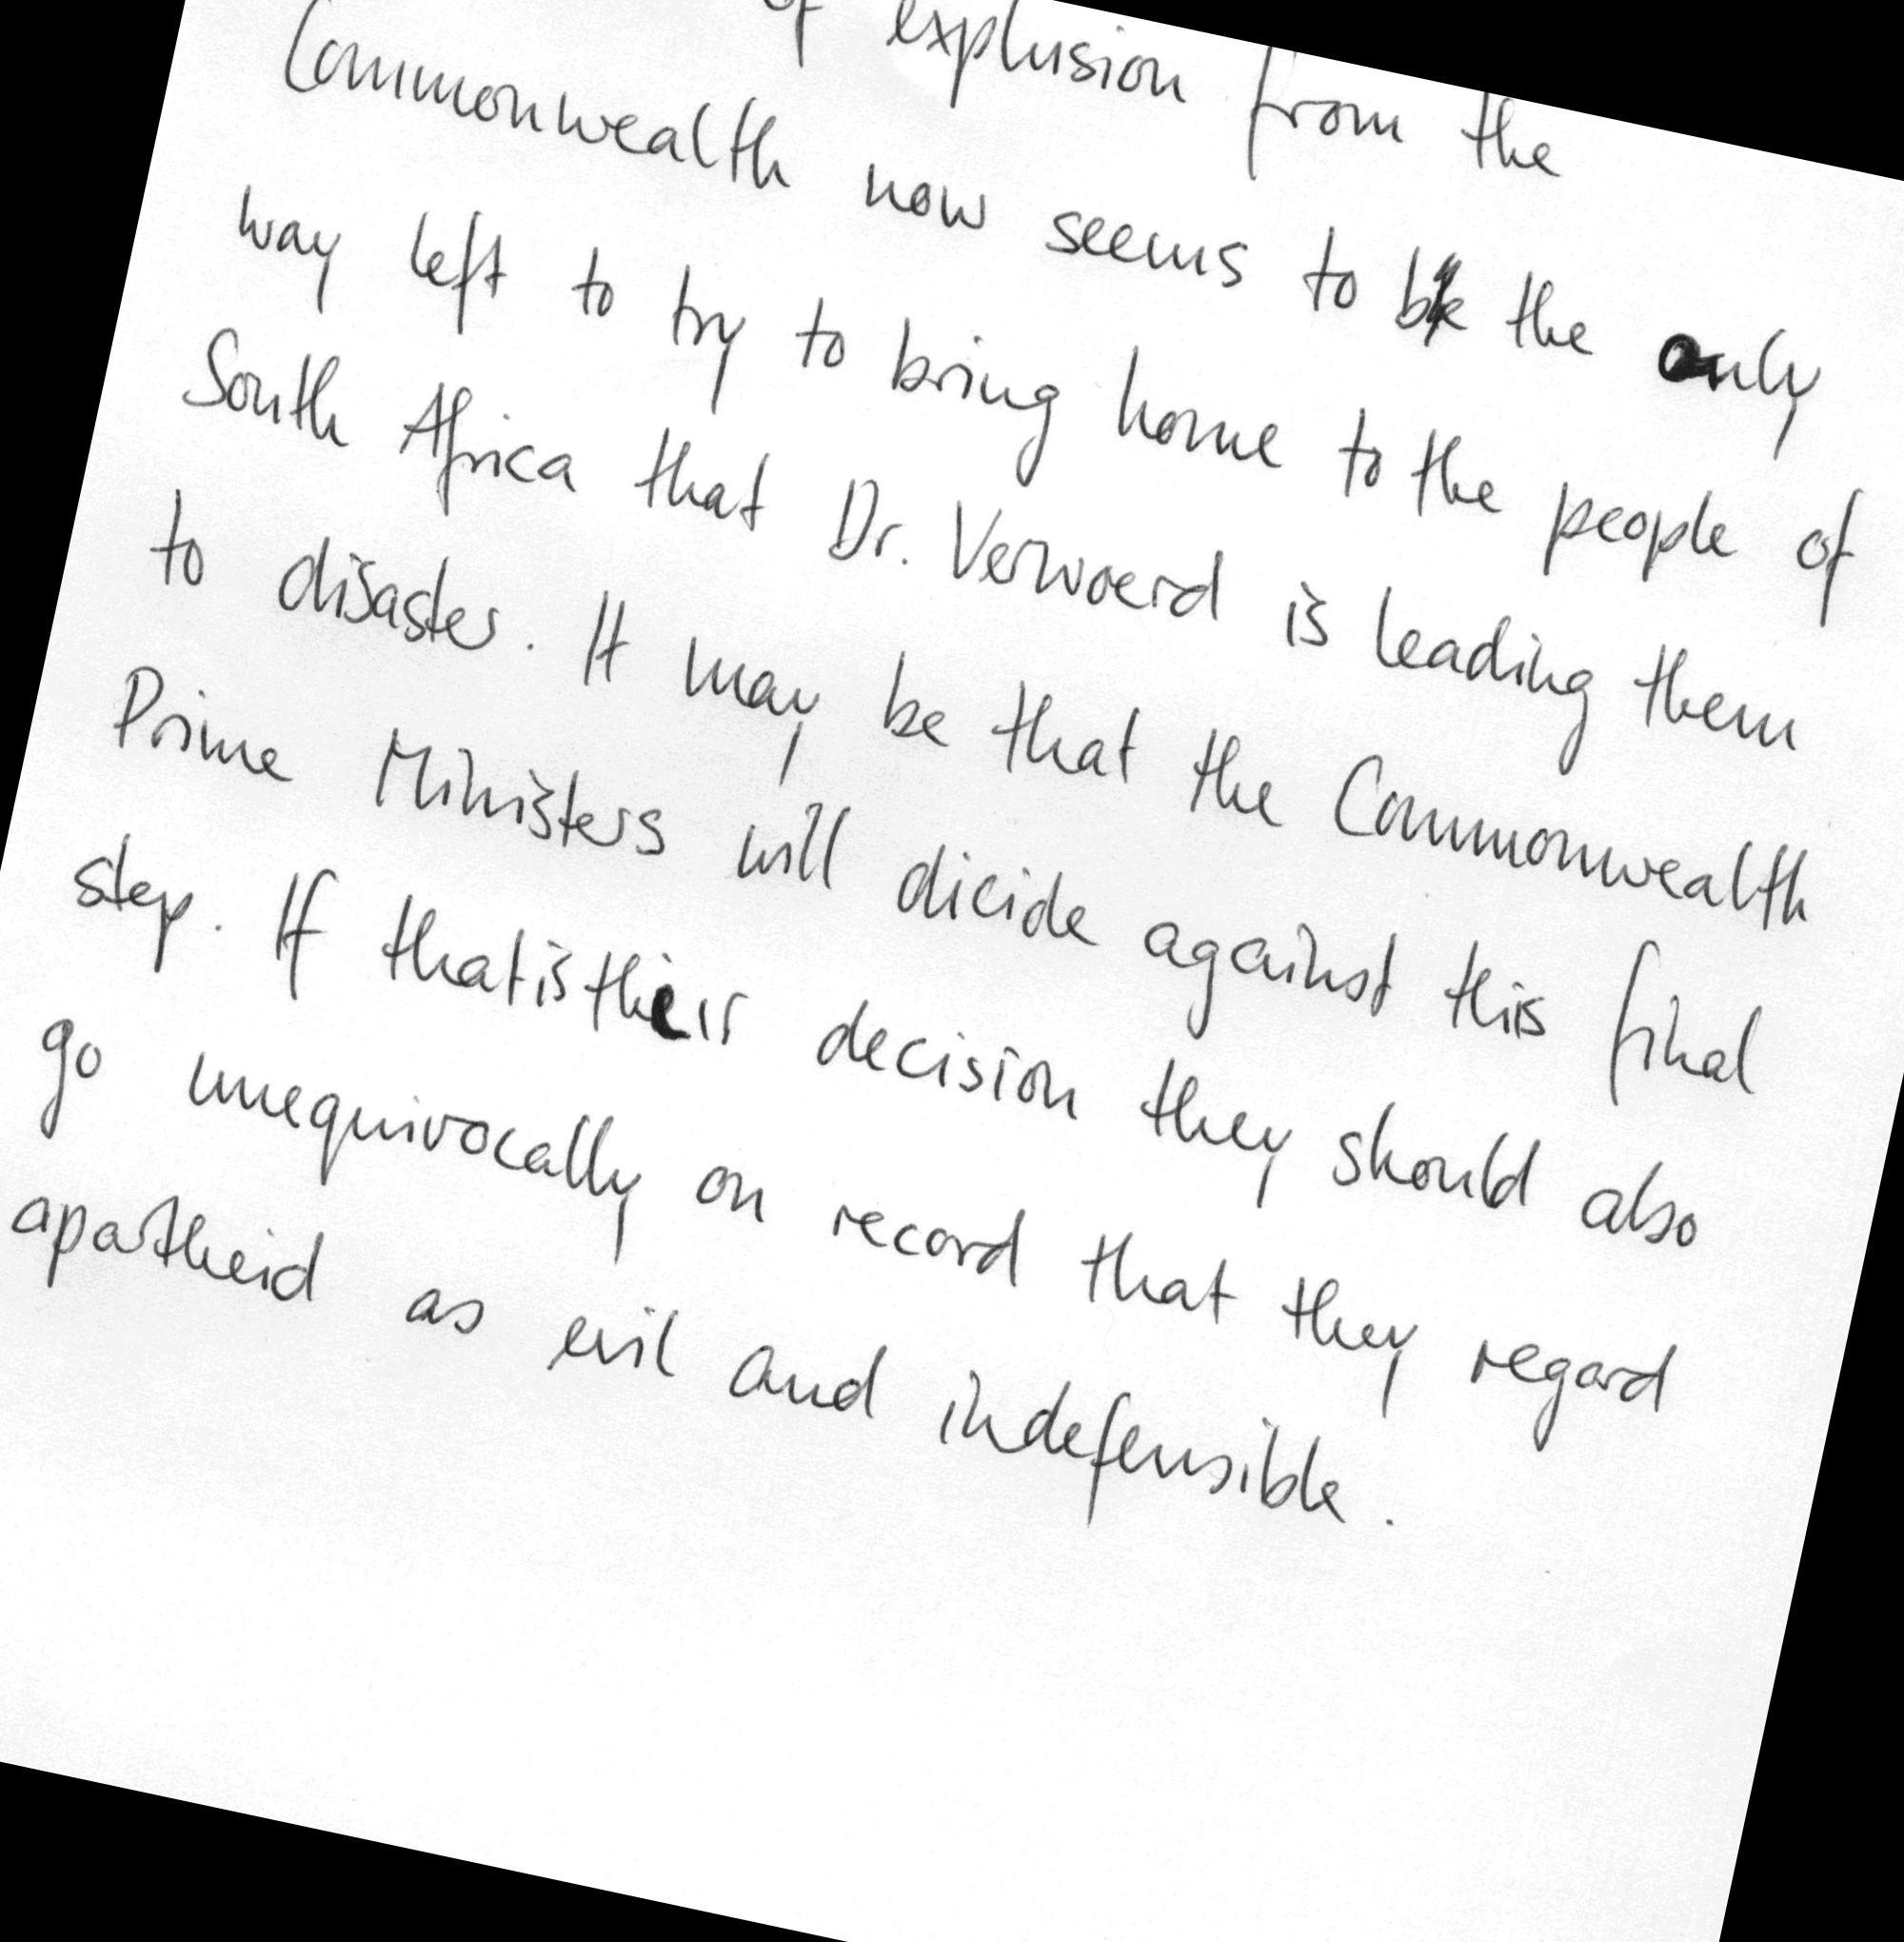 of explusion from the
Commonwealth now seems to be the only
way left to try to bring home to the people of
South Africa that Dr. Verwoerd is leading them
to disaster. It may be that the Commonwealth
Prime Ministers will dicide against this final
step. If that is their decision they should also
go unequivocally on record that they regard
apartheid as evil and indefensible.